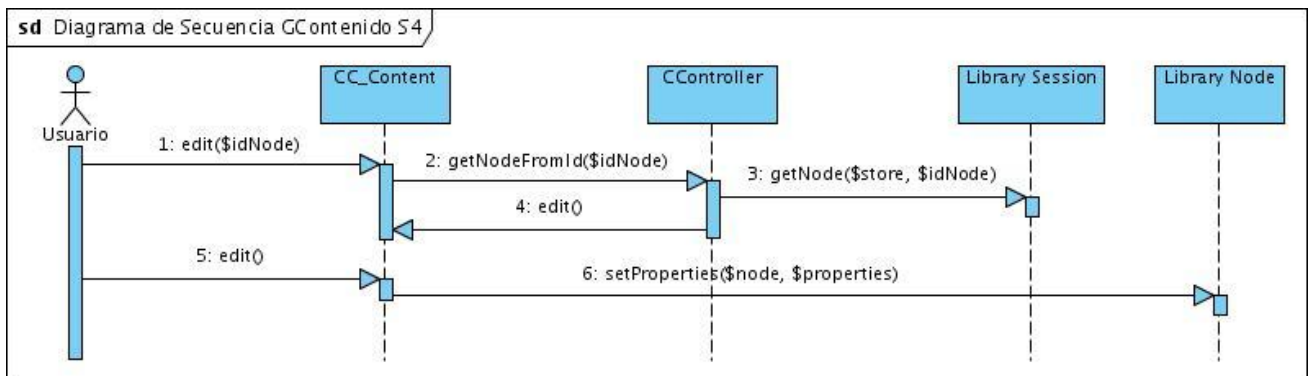 sd Diagrama de Secuencia GContenido S4
CC_Content
CController
Library Session
Library Node
Usuario
1: edit($idNode)
2: getNodeFromId($idNode)
3: getNode($store, $idNode)
4: edit()
5: edit()
6: setProperties($node, $properties)